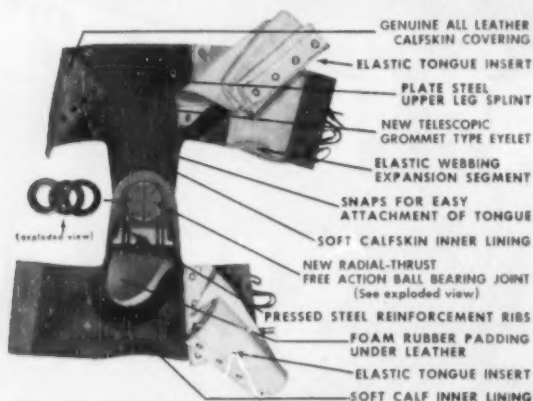 GENUINE ALL LEATHER
CALFSKIN COVERING
ELASTIC TONGUE INSERT
PLATE STEEL
UPPER LEG SPLINT
NEW TELESCOPIC
GROMMET TYPE EYELET
ELASTIC WEBBING
EXPANSION SEGMENT
SNAPS FOR EASY
ATTACHMENT OF TONGUE
(exploded view)
SOFT CALFSKIN INNER LINING
NEW RADIAL-THRUST
FREE ACTION BALL BEARING JOINT
(See exploded view)
PRESSED STEEL REINFORCEMENT RIBS
FOAM RUBBER PADDING
UNDER LEATHER
ELASTIC TONGUE INSERT
SOFT CALF INNER LINING